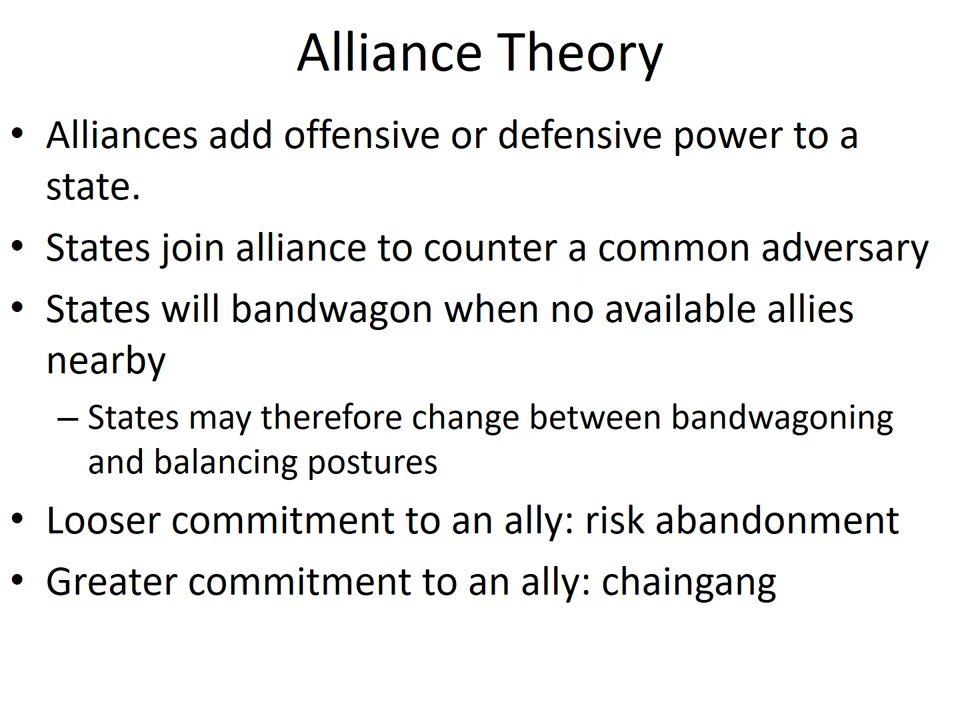 Alliance Theory
• Alliances add offensive or defensive power to a
state.
• States join alliance to counter a common adversary
• States will bandwagon when no available allies
nearby
– States may therefore change between bandwagoning
and balancing postures
• Looser commitment to an ally: risk abandonment
• Greater commitment to an ally: chaingang